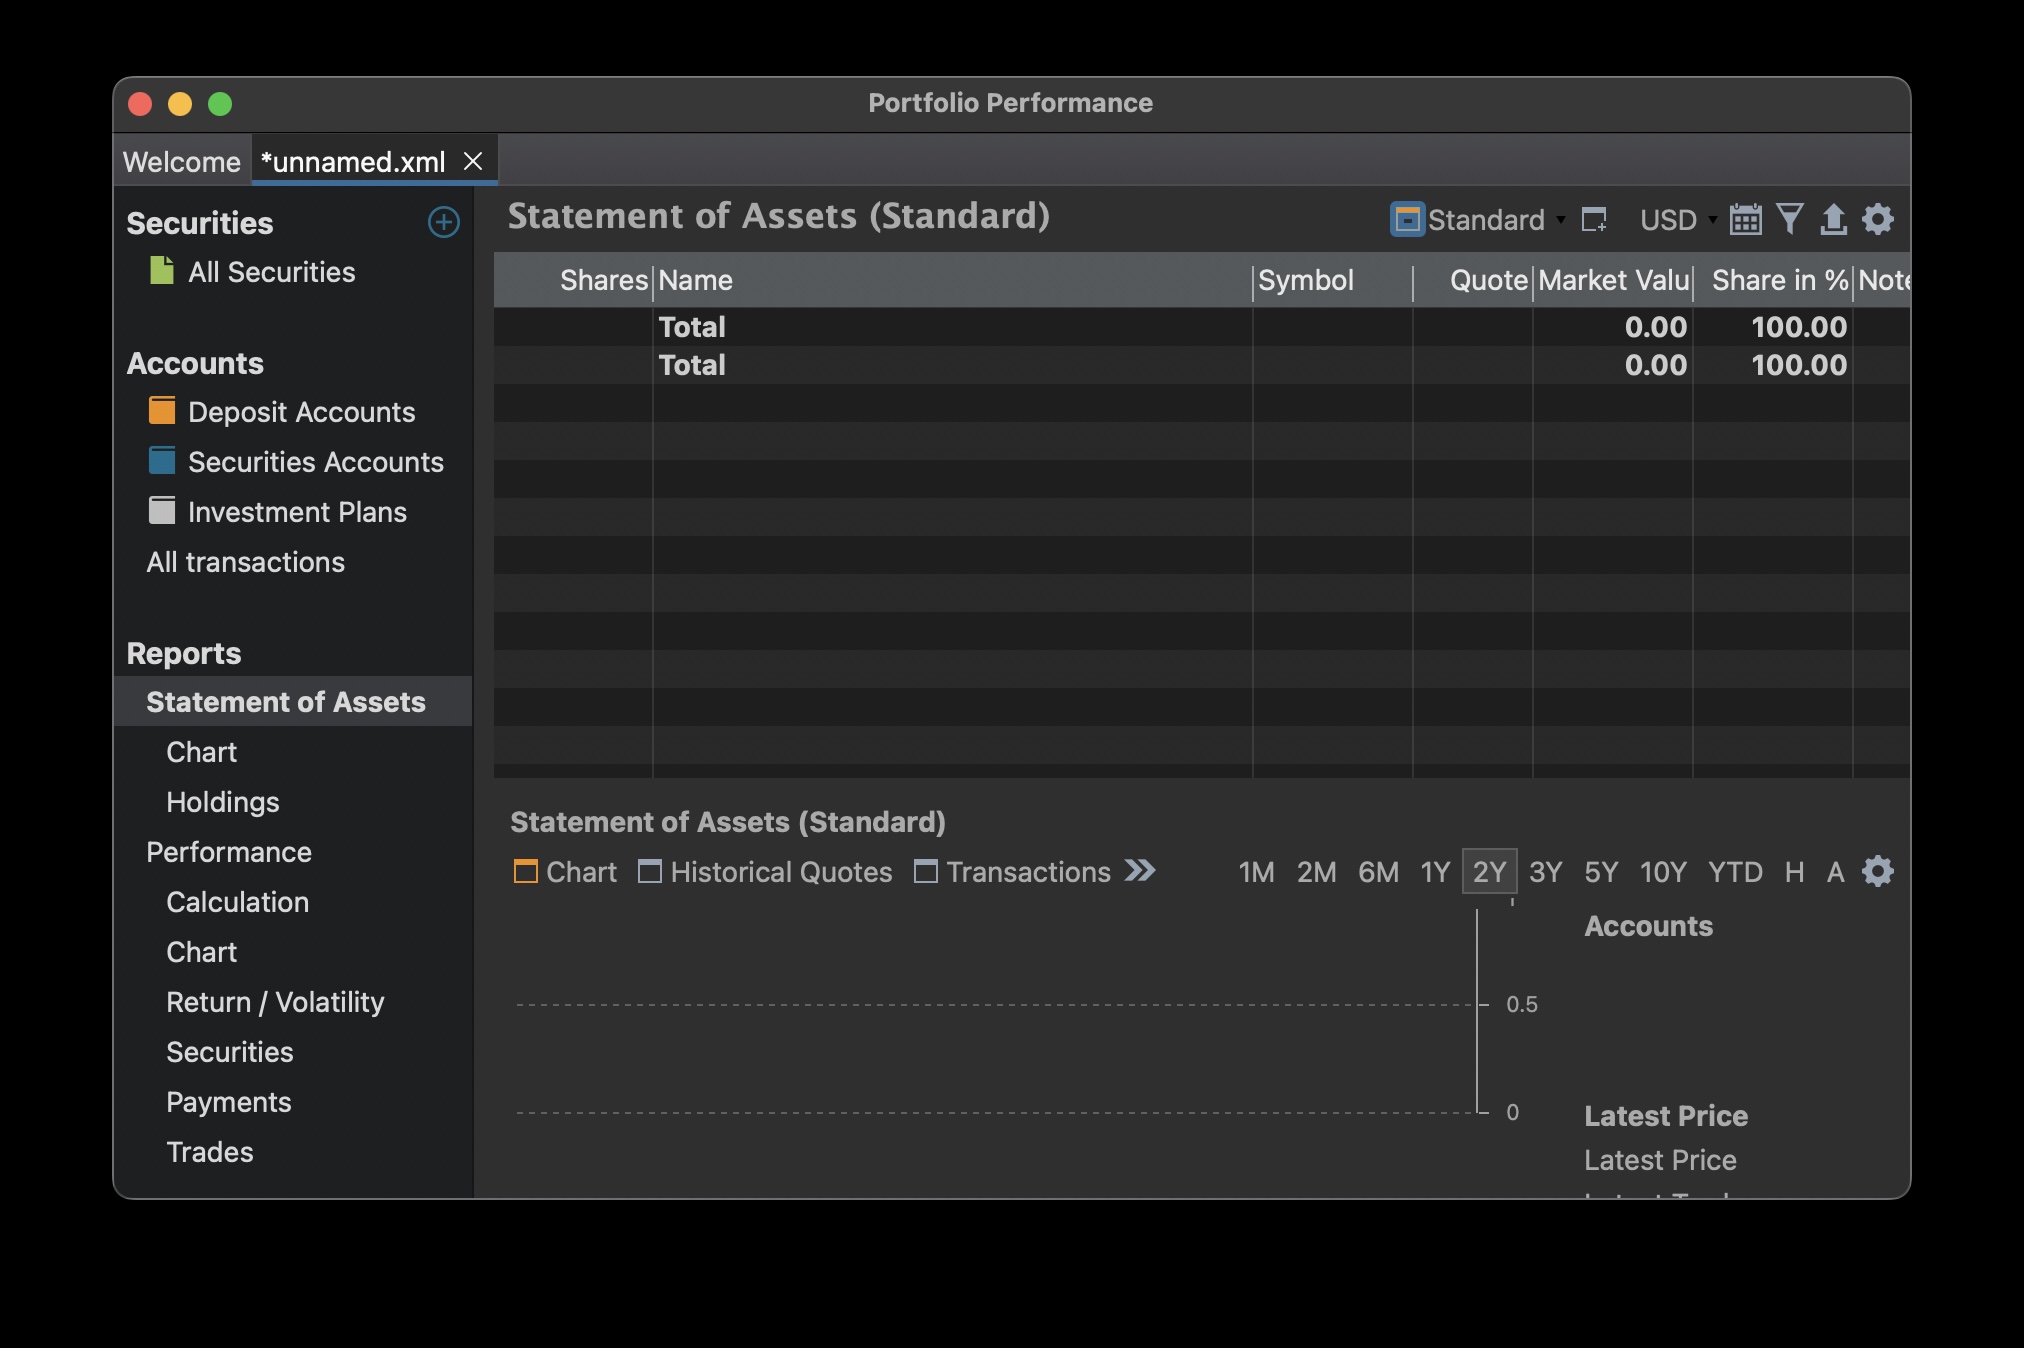 Portfolio Performance
Welcome
*unnamed.xml
Securities
All Securities
Accounts
Deposit Accounts
Securities Accounts
Investment Plans
All transactions
Reports
Statement of Assets
Chart
Holdings
Performance
Calculation
Chart
Return / Volatility
Securities
Payments
Trades
Statement of Assets (Standard)
Standard
USD
Shares Name Symbol Quote Market Valu Share in % Note
Total 0.00 100.00
Total 0.00 100.00
Statement of Assets (Standard)
Chart Historical Quotes Transactions 1M 2M 6M 1Y 2Y 3Y 5Y 10Y YTD H A
0.5
0
Accounts
Latest Price
Latest Price